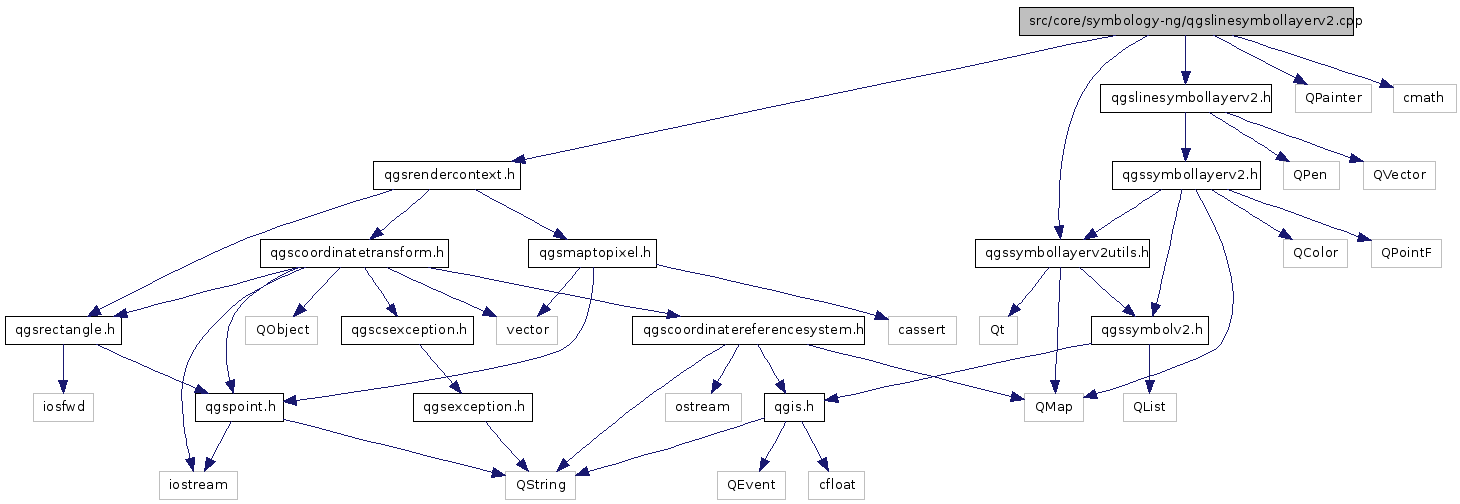 src/core/symbology-ng/qgslinesymbollayerv2.cpp
qgslinesymbollayerv2.h
QPainter
cmath
qgsrendercontext.h
qgssymbollayerv2.h
QPen
QVector
qgscoordinatetransform.h
qgsmaptopixel.h
qgssymbollayerv2utils.h
QColor
QPointF
qgsrectangle.h
QObject
qgscsexception.h
vector
qgscoordinatereferencesystem.h
cassert
Qt
qgssymbolv2.h
iosfwd
qgspoint.h
qgsexception.h
ostream
qgis.h
QMap
QList
iostream
QString
QEvent
cfloat